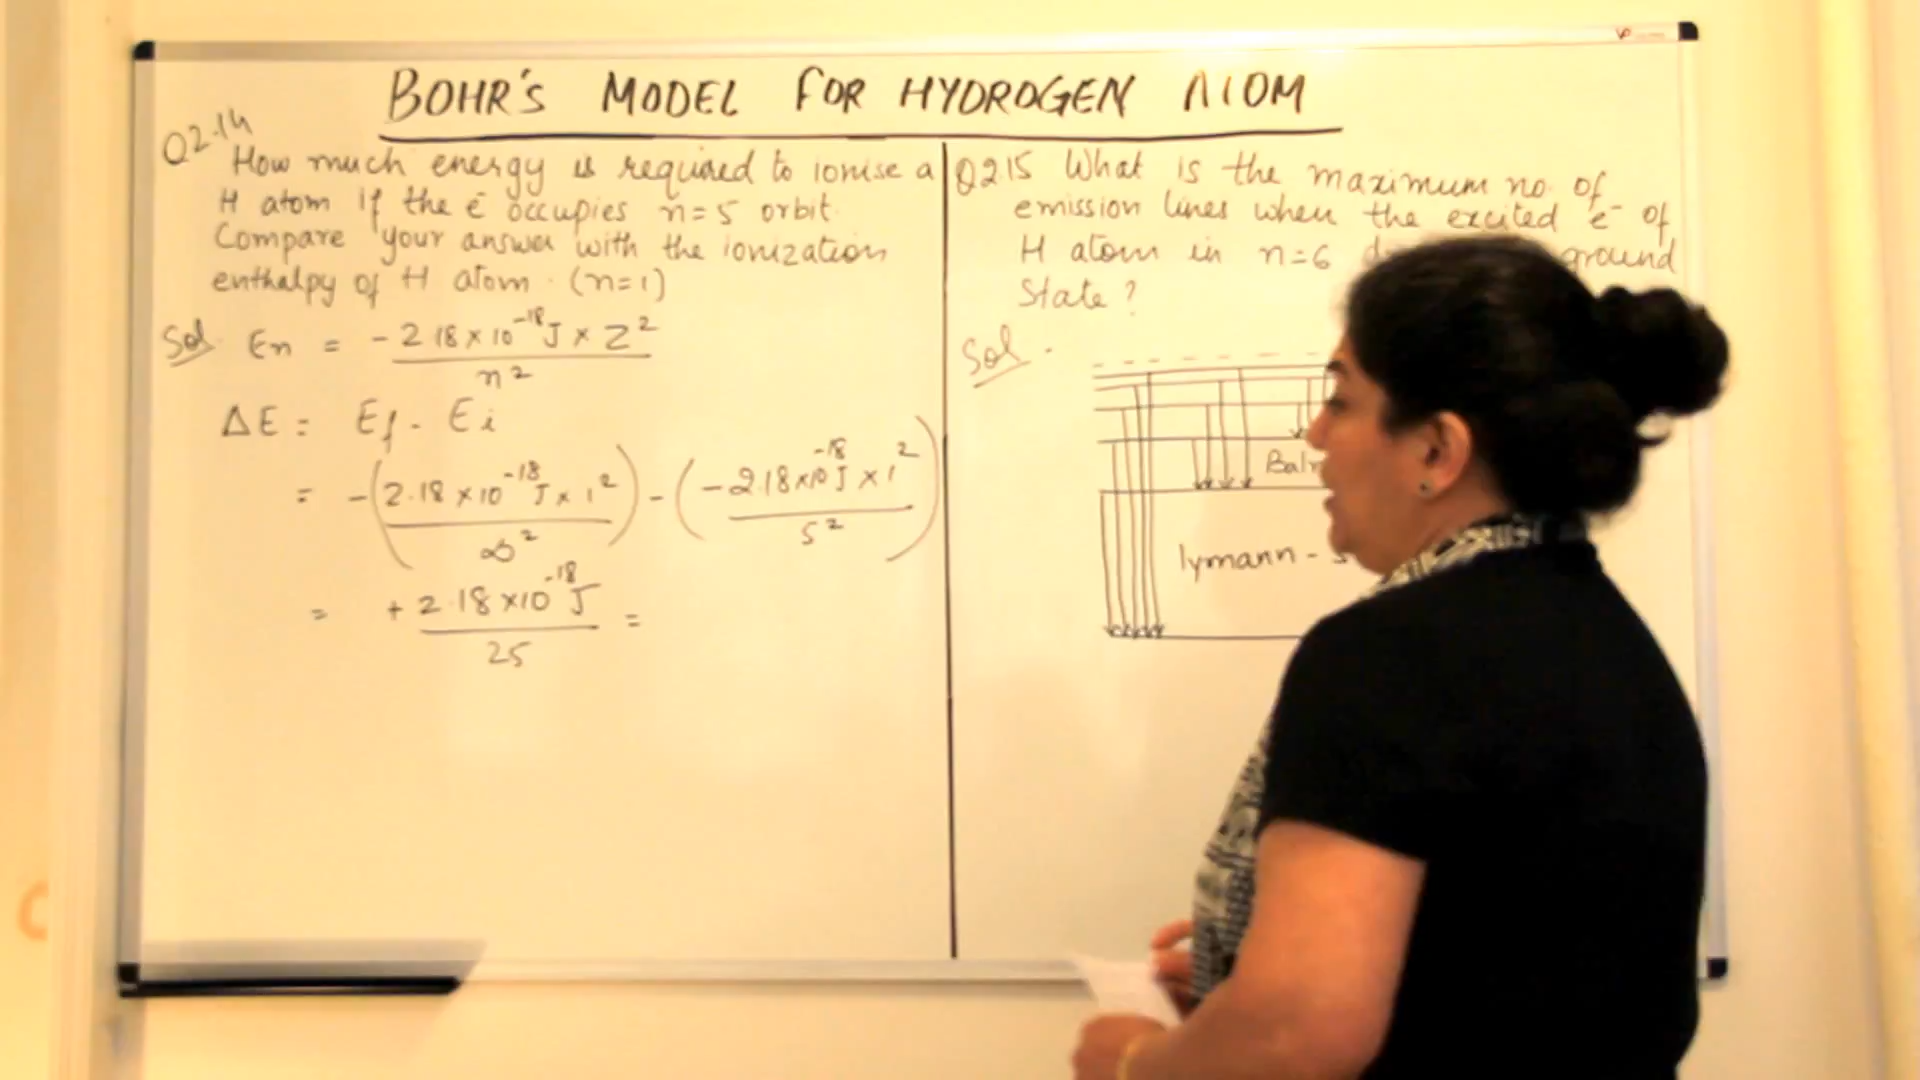 BOHR'S MODEL FOR HYDROGEN ATOM
Q2.14
How much energy is required to ionise a
H atom if the e⁻ occupies n=5 orbit.
Compare your answer with the ionization
enthalpy of H atom. (n=1)
Sol. En = - 2.18 × 10⁻¹⁸ J × Z² / n²
ΔE = Ef - Ei
= -(2.18 × 10⁻¹⁸ J × 1² / ∞²) - (-2.18 × 10⁻¹⁸ J × 1² / 5²)
= + 2.18 × 10⁻¹⁸ J / 25 =
Q2.15 What is the maximum no. of
emission lines when the excited e⁻ of
H atom in n=6 ground
State?
Sol.
lymann -